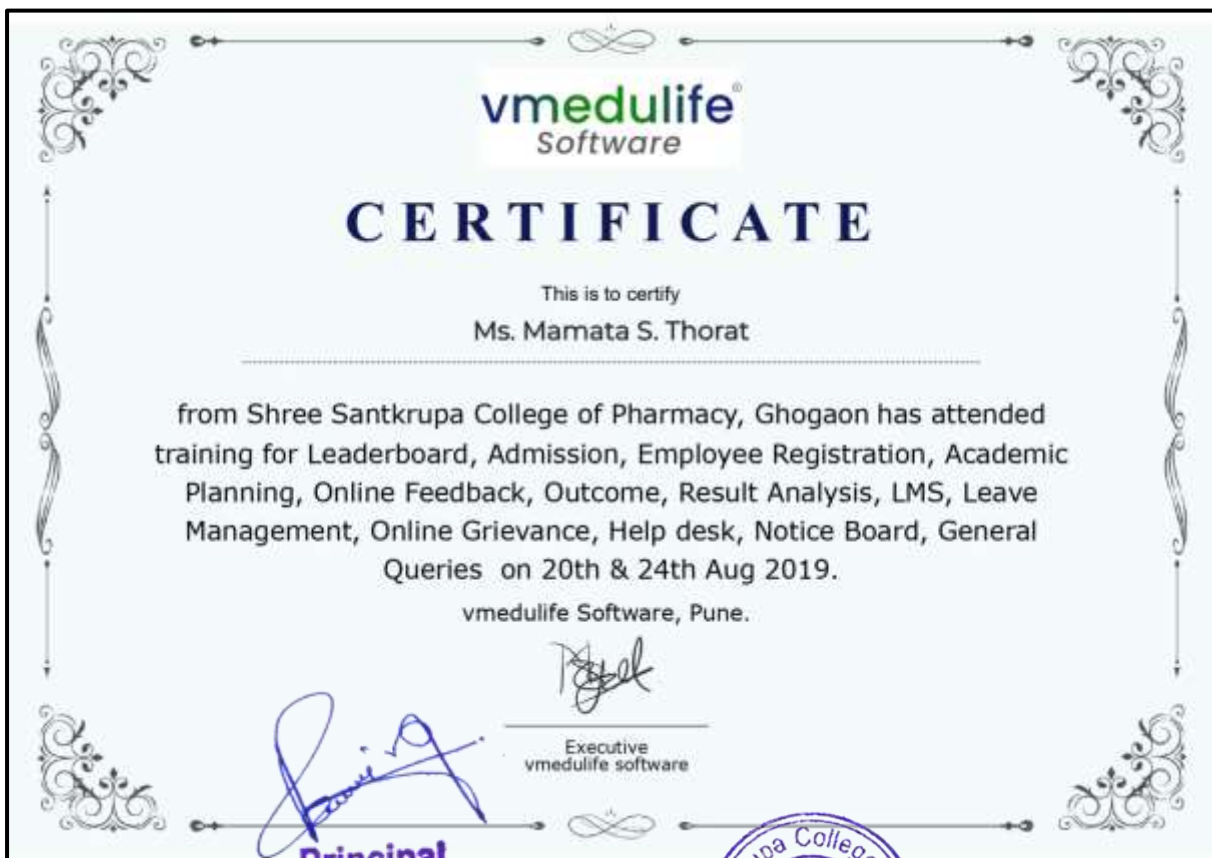 vmedulife®
Software
CERTIFICATE
This is to certify
Ms. Mamata S. Thorat
from Shree Santkrupa College of Pharmacy, Ghogaon has attended
training for Leaderboard, Admission, Employee Registration, Academic
Planning, Online Feedback, Outcome, Result Analysis, LMS, Leave
Management, Online Grievance, Help desk, Notice Board, General
Queries on 20th & 24th Aug 2019.
vmedulife Software, Pune.
Executive
vmedulife software
Principal
upa College